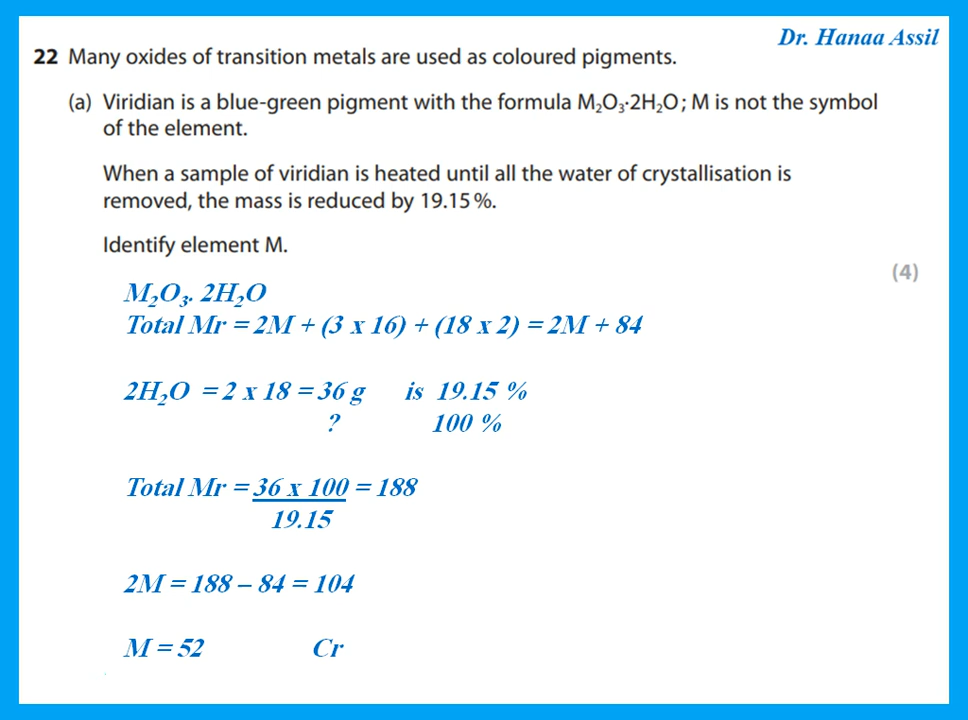 Dr. Hanaa Assil
22 Many oxides of transition metals are used as coloured pigments.
(a) Viridian is a blue-green pigment with the formula M₂O₃·2H₂O; M is not the symbol
of the element.
When a sample of viridian is heated until all the water of crystallisation is
removed, the mass is reduced by 19.15%.
Identify element M.
(4)
M₂O₃. 2H₂O
Total Mr = 2M + (3 x 16) + (18 x 2) = 2M + 84
2H₂O = 2 x 18 = 36 g is 19.15 %
? 100 %
Total Mr = 36 x 100 = 188
19.15
2M = 188 – 84 = 104
M = 52 Cr